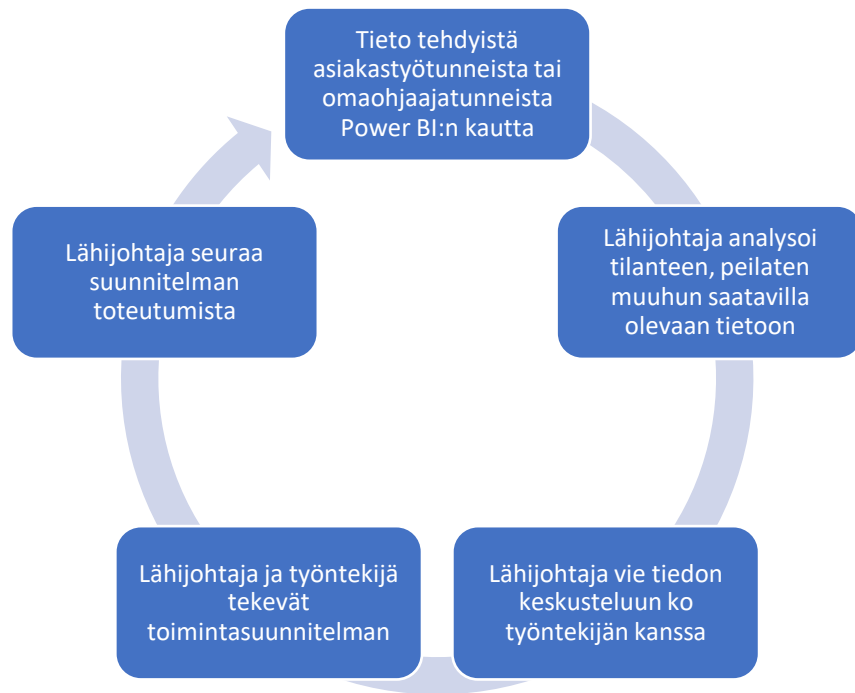 Tieto tehdyistä
asiakastyötunneista tai
omaohjaajatunneista
Power BI:n kautta
Lähijohtaja analysoi
tilanteen, peilaten
muuhun saatavilla
olevaan tietoon
Lähijohtaja vie tiedon
keskusteluun ko
työntekijän kanssa
Lähijohtaja ja työntekijä
tekevät
toimintasuunnitelman
Lähijohtaja seuraa
suunnitelman
toteutumista